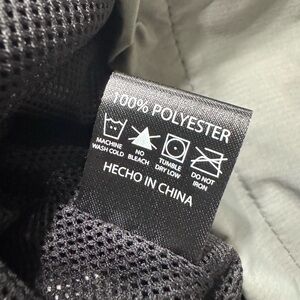 100% POLYESTER
MACHINE WASH COLD
NO BLEACH
TUMBLE DRY LOW
DO NOT IRON
HECHO IN CHINA